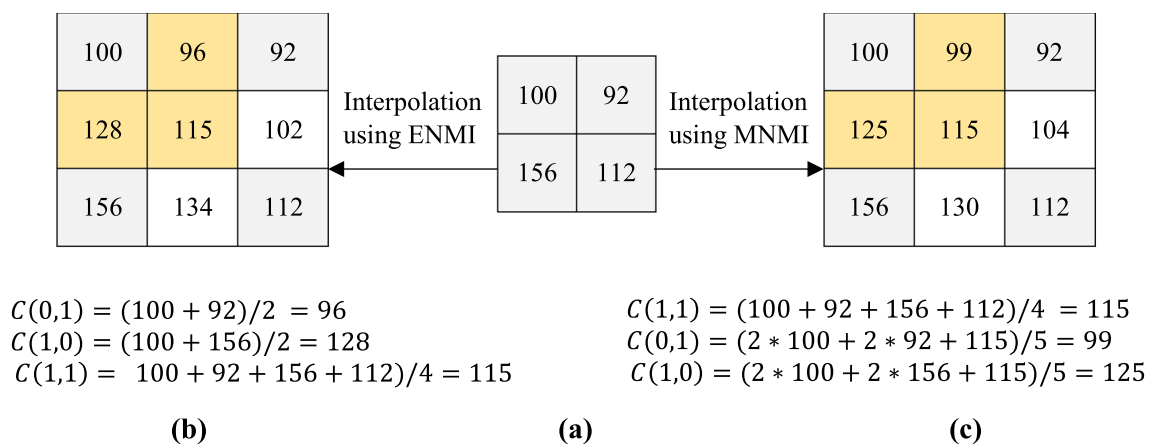 100 96 92
128 115 102
156 134 112
Interpolation
using ENMI
100 92
156 112
Interpolation
using MNMI
100 99 92
125 115 104
156 130 112
C(0,1) = (100 + 92)/2 = 96
C(1,0) = (100 + 156)/2 = 128
C(1,1) = 100 + 92 + 156 + 112)/4 = 115
C(1,1) = (100 + 92 + 156 + 112)/4 = 115
C(0,1) = (2 * 100 + 2 * 92 + 115)/5 = 99
C(1,0) = (2 * 100 + 2 * 156 + 115)/5 = 125
(b) (a) (c)